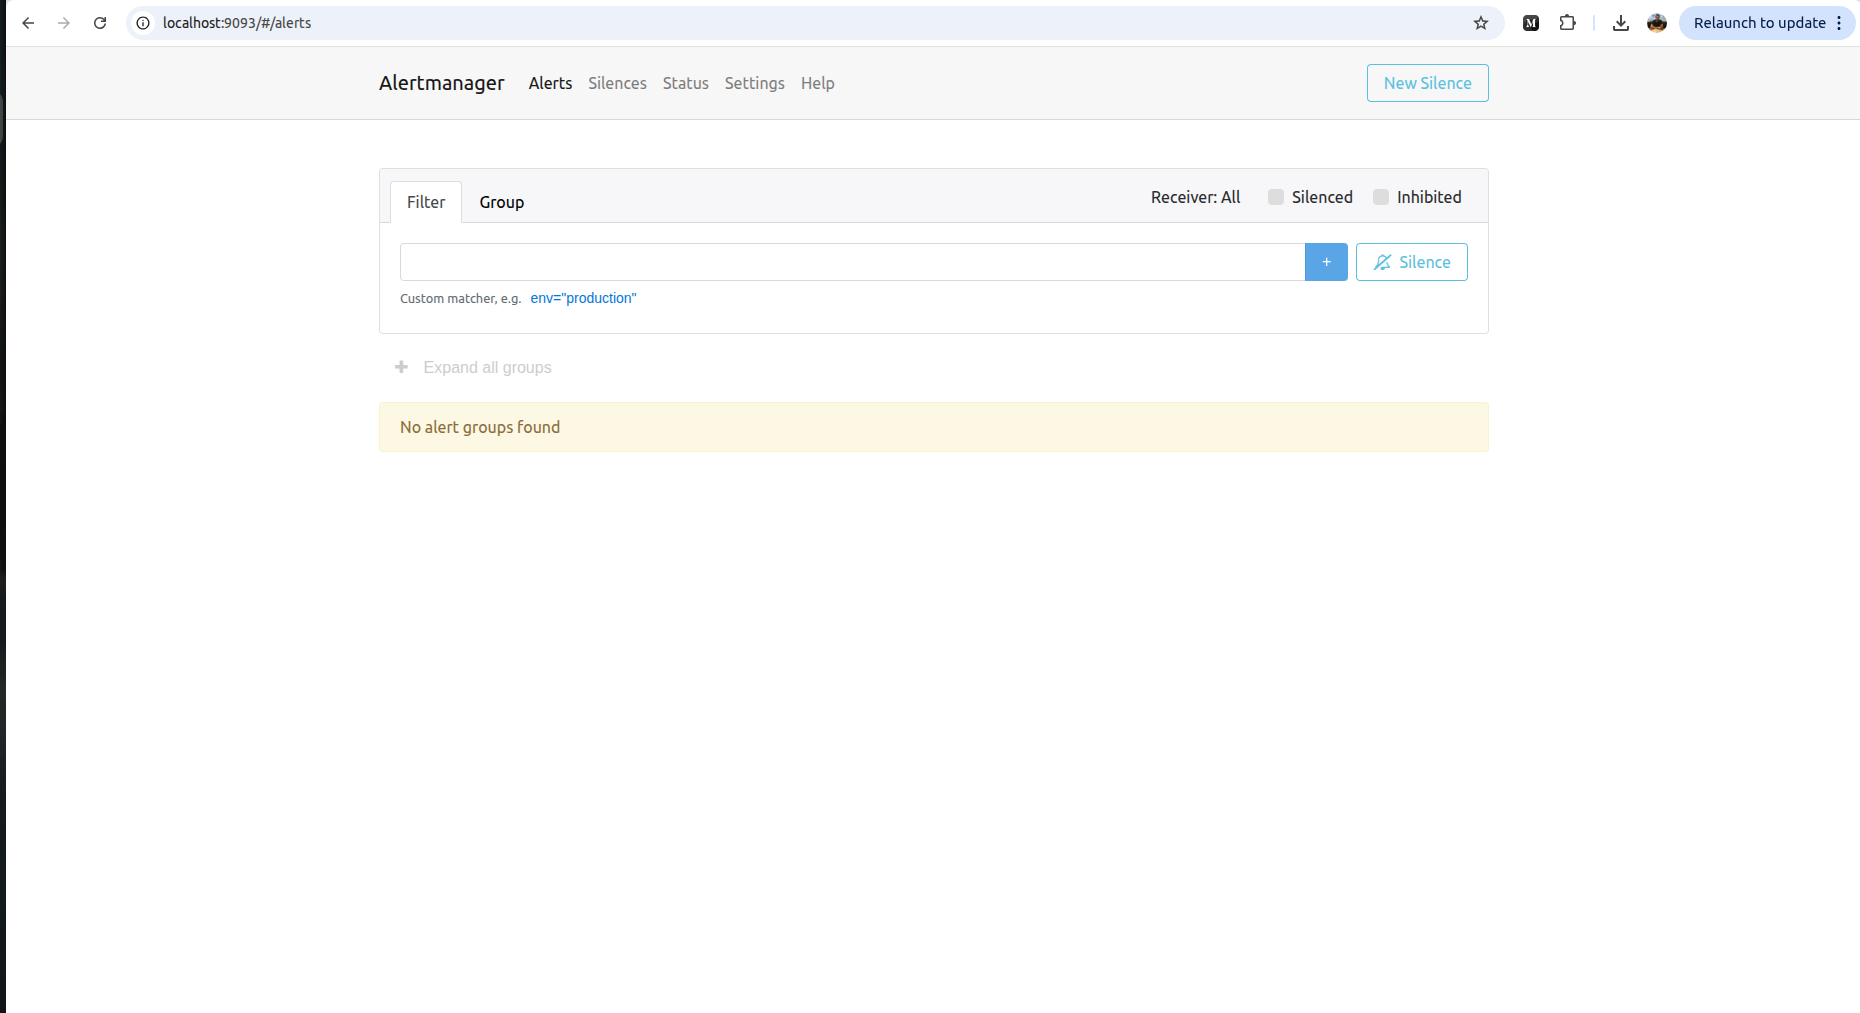 localhost:9093/#/alerts
M
Relaunch to update
Alertmanager Alerts Silences Status Settings Help New Silence
Filter Group Receiver: All Silenced Inhibited
+ Silence
Custom matcher, e.g. env="production"
Expand all groups
No alert groups found